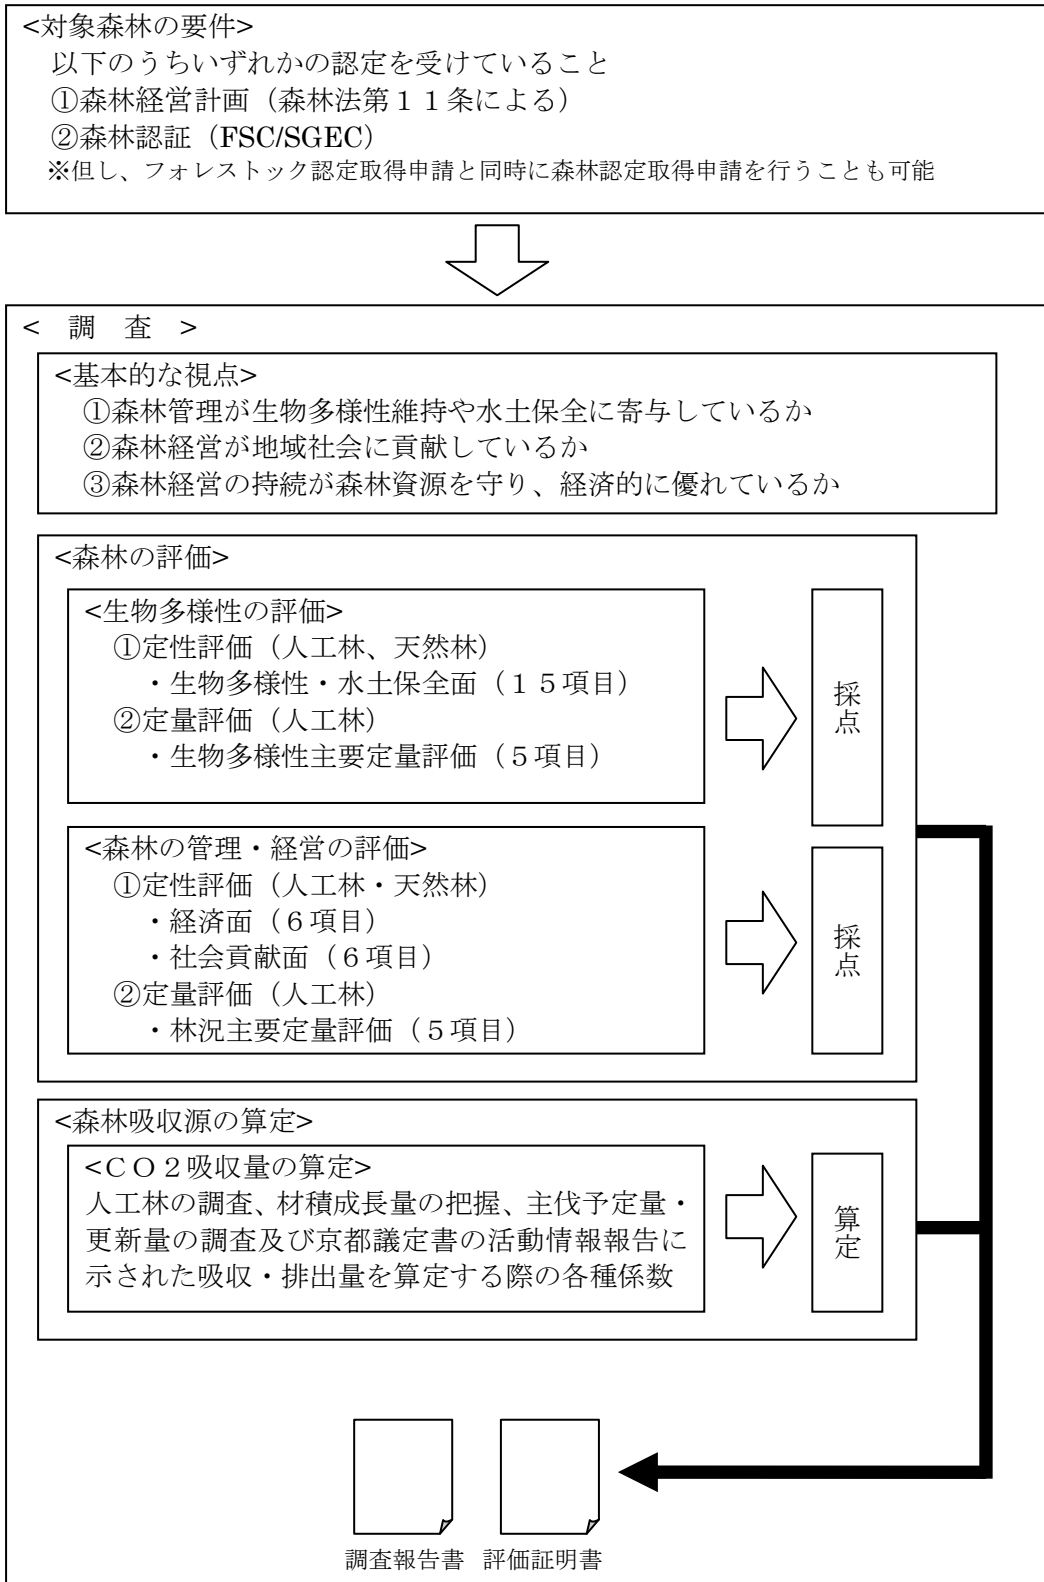 <対象森林の要件>
以下のうちいずれかの認定を受けていること
①森林経営計画（森林法第１１条による）
②森林認証（FSC/SGEC）
※但し、フォレストック認定取得申請と同時に森林認定取得申請を行うことも可能
<　調　査　>
<基本的な視点>
①森林管理が生物多様性維持や水土保全に寄与しているか
②森林経営が地域社会に貢献しているか
③森林経営の持続が森林資源を守り、経済的に優れているか
<森林の評価>
<生物多様性の評価>
①定性評価（人工林、天然林）
・生物多様性・水土保全面（１５項目）
②定量評価（人工林）
・生物多様性主要定量評価（５項目）
採点
<森林の管理・経営の評価>
①定性評価（人工林・天然林）
・経済面（６項目）
・社会貢献面（６項目）
②定量評価（人工林）
・林況主要定量評価（５項目）
採点
<森林吸収源の算定>
<ＣＯ２吸収量の算定>
人工林の調査、材積成長量の把握、主伐予定量・
更新量の調査及び京都議定書の活動情報報告に
示された吸収・排出量を算定する際の各種係数
算定
調査報告書　評価証明書